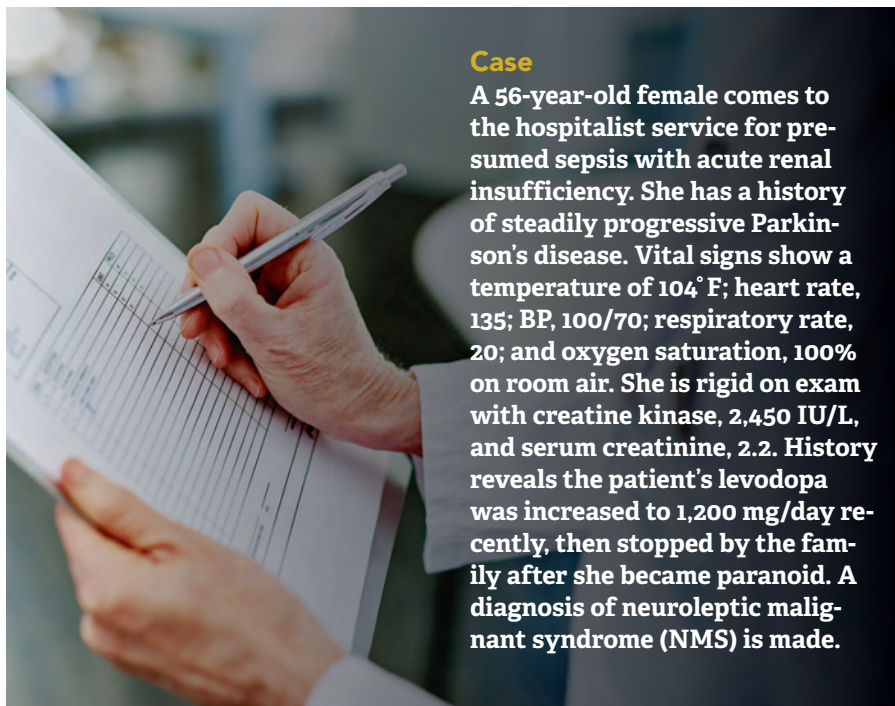 Case
A 56-year-old female comes to
the hospitalist service for pre-
sumed sepsis with acute renal
insufficiency. She has a history
of steadily progressive Parkin-
son's disease. Vital signs show a
temperature of 104° F; heart rate,
135; BP, 100/70; respiratory rate,
20; and oxygen saturation, 100%
on room air. She is rigid on exam
with creatine kinase, 2,450 IU/L,
and serum creatinine, 2.2. History
reveals the patient's levodopa
was increased to 1,200 mg/day re-
cently, then stopped by the fam-
ily after she became paranoid. A
diagnosis of neuroleptic malig-
nant syndrome (NMS) is made.